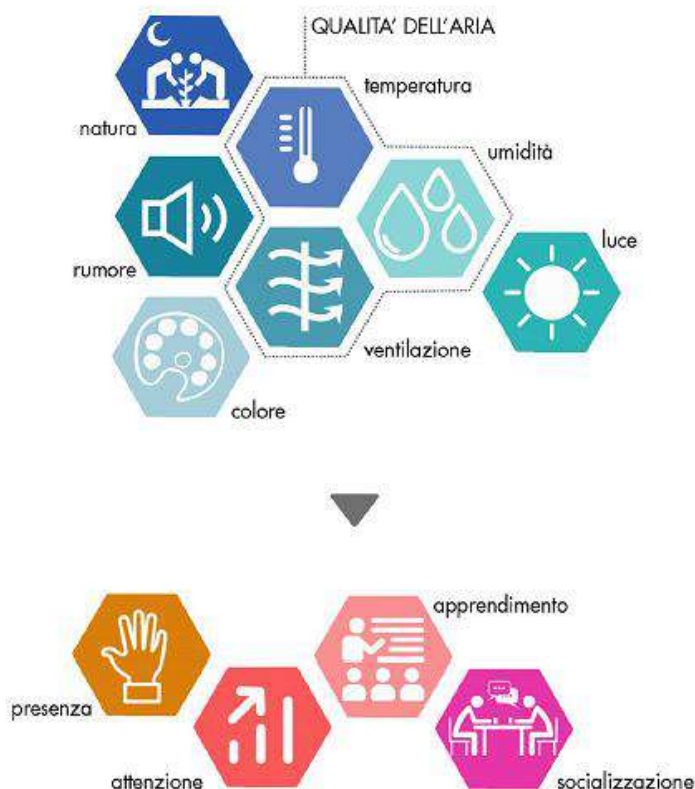 QUALITA' DELL'ARIA
temperatura
natura
umidità
luce
rumore
ventilazione
colore
apprendimento
presenza
attenzione
socializzazione